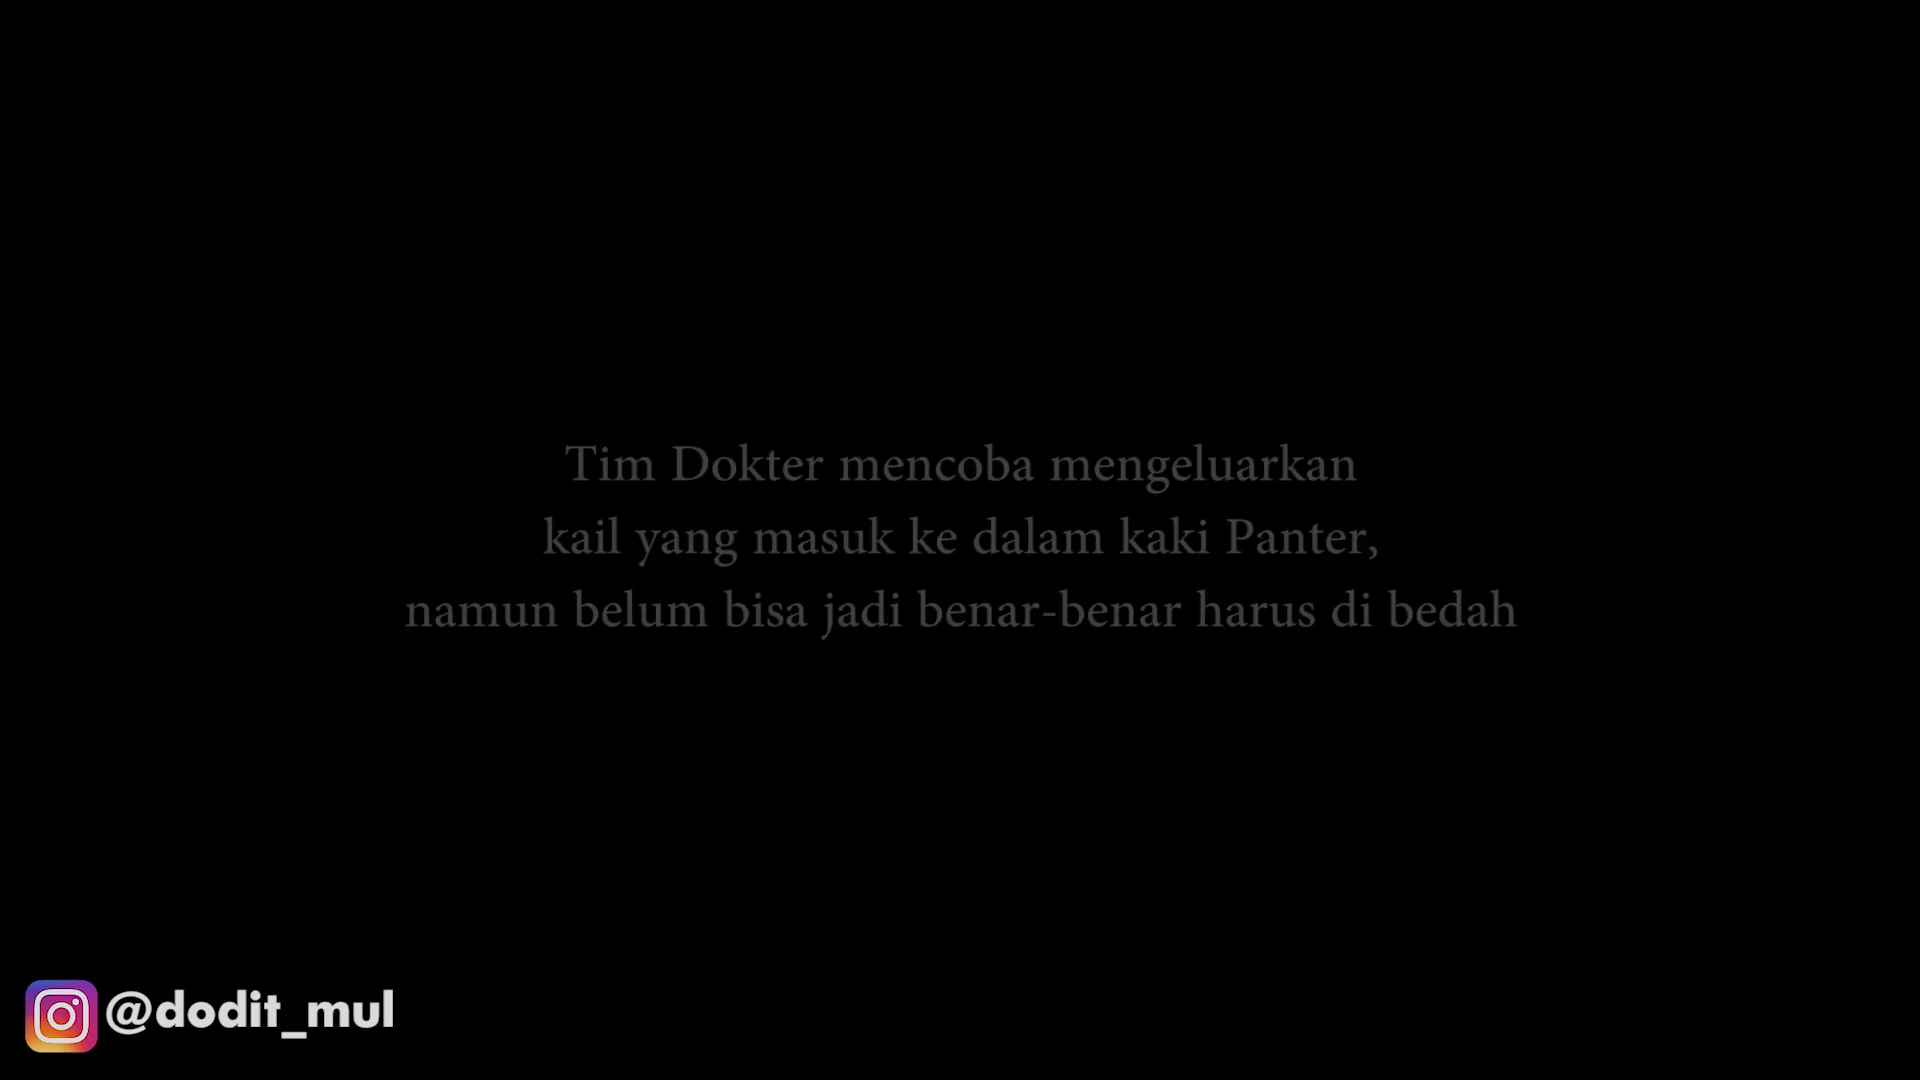 Tim Dokter mencoba mengeluarkan
kail yang masuk ke dalam kaki Panter,
namun belum bisa jadi benar-benar harus di bedah
@dodit_mul